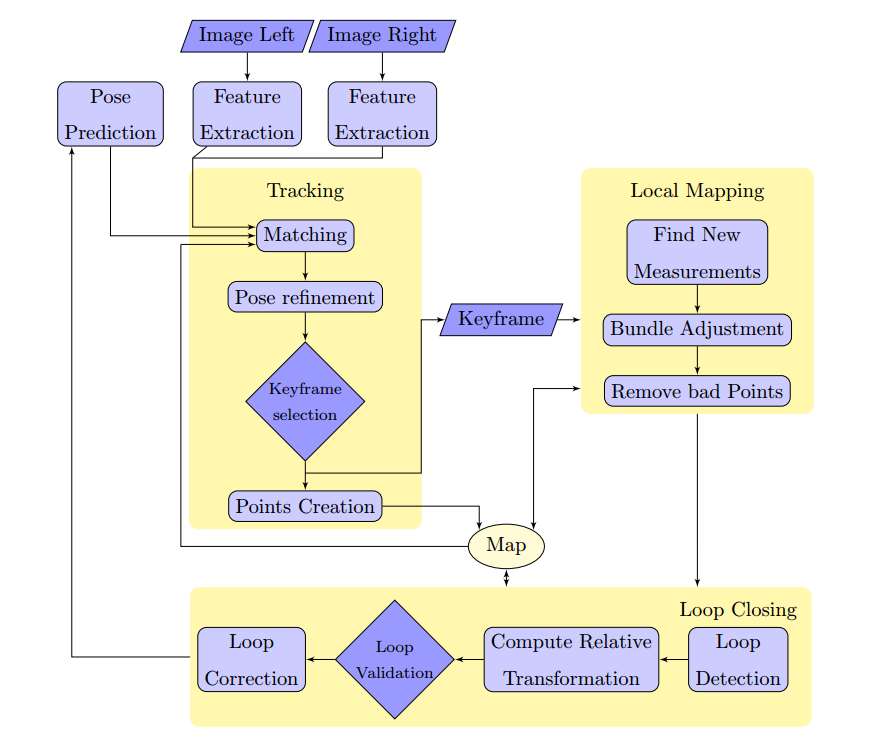 Image Left
Image Right
Pose
Prediction
Feature
Extraction
Feature
Extraction
Tracking
Matching
Pose refinement
Keyframe
selection
Points Creation
Keyframe
Local Mapping
Find New
Measurements
Bundle Adjustment
Remove bad Points
Map
Loop Closing
Loop
Correction
Loop
Validation
Compute Relative
Transformation
Loop
Detection